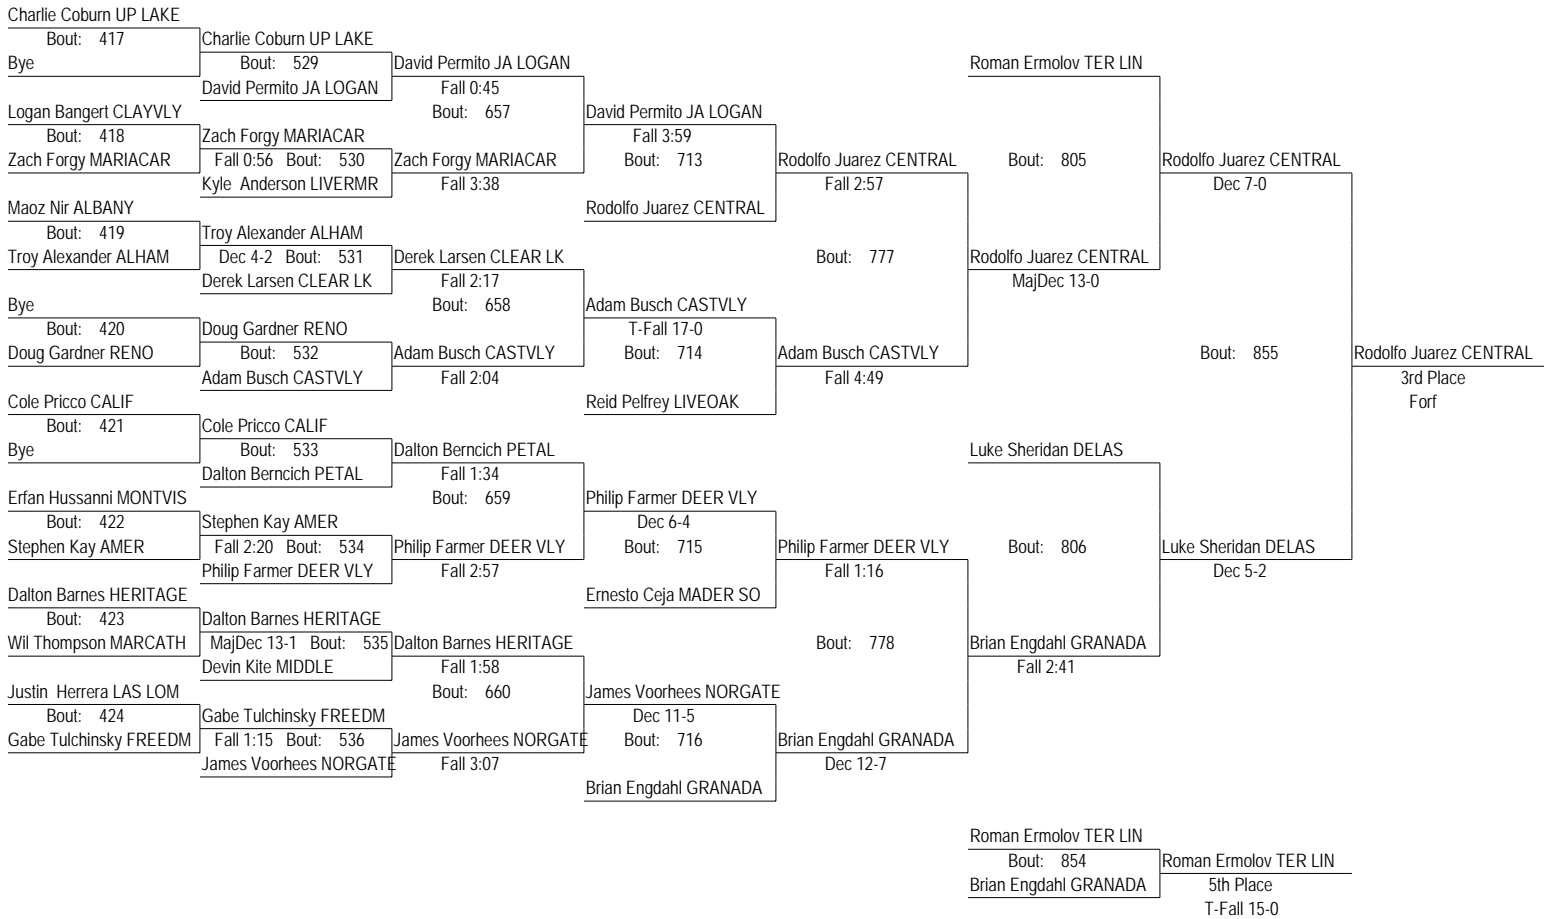 Charlie Coburn UP LAKE
Bout: 417
Bye
Logan Bangert CLAYVLY
Bout: 418
Zach Forgy MARIACAR
Maoz Nir ALBANY
Bout: 419
Troy Alexander ALHAM
Bye
Bout: 420
Doug Gardner RENO
Cole Pricco CALIF
Bout: 421
Bye
Erfan Hussanni MONTVIS
Bout: 422
Stephen Kay AMER
Dalton Barnes HERITAGE
Bout: 423
Wil Thompson MARCATH
Justin Herrera LAS LOM
Bout: 424
Gabe Tulchinsky FREEDM
Charlie Coburn UP LAKE
Bout: 529
David Permito JA LOGAN
Zach Forgy MARIACAR
Fall 0:56 Bout: 530
Kyle Anderson LIVERMR
Troy Alexander ALHAM
Dec 4-2 Bout: 531
Derek Larsen CLEAR LK
Doug Gardner RENO
Bout: 532
Adam Busch CASTVLY
Cole Pricco CALIF
Bout: 533
Dalton Berncich PETAL
Stephen Kay AMER
Fall 2:20 Bout: 534
Philip Farmer DEER VLY
Dalton Barnes HERITAGE
MajDec 13-1 Bout: 535
Devin Kite MIDDLE
Gabe Tulchinsky FREEDM
Fall 1:15 Bout: 536
James Voorhees NORGATE
David Permito JA LOGAN
Fall 0:45
Bout: 657
Zach Forgy MARIACAR
Fall 3:38
Derek Larsen CLEAR LK
Fall 2:17
Bout: 658
Adam Busch CASTVLY
Fall 2:04
Dalton Berncich PETAL
Fall 1:34
Bout: 659
Philip Farmer DEER VLY
Fall 2:57
Dalton Barnes HERITAGE
Fall 1:58
Bout: 660
James Voorhees NORGATE
Fall 3:07
David Permito JA LOGAN
Fall 3:59
Bout: 713
Rodolfo Juarez CENTRAL
Adam Busch CASTVLY
T-Fall 17-0
Bout: 714
Reid Pelfrey LIVEOAK
Philip Farmer DEER VLY
Dec 6-4
Bout: 715
Ernesto Ceja MADER SO
James Voorhees NORGATE
Dec 11-5
Bout: 716
Brian Engdahl GRANADA
Rodolfo Juarez CENTRAL
Fall 2:57
Bout: 777
Adam Busch CASTVLY
Fall 4:49
Philip Farmer DEER VLY
Fall 1:16
Bout: 778
Brian Engdahl GRANADA
Dec 12-7
Roman Ermolov TER LIN
Bout: 805
Rodolfo Juarez CENTRAL
MajDec 13-0
Luke Sheridan DELAS
Bout: 806
Brian Engdahl GRANADA
Fall 2:41
Rodolfo Juarez CENTRAL
Dec 7-0
Bout: 855
Luke Sheridan DELAS
Dec 5-2
Rodolfo Juarez CENTRAL
3rd Place
Forf
Roman Ermolov TER LIN
Bout: 854
Brian Engdahl GRANADA
Roman Ermolov TER LIN
5th Place
T-Fall 15-0